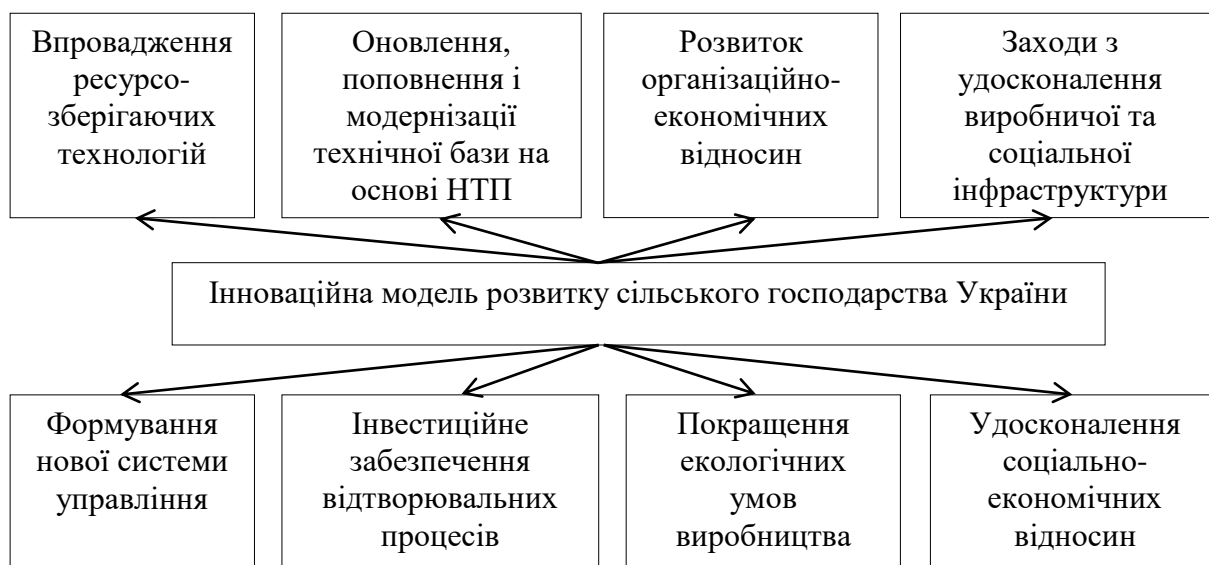 Впровадження
ресурсо-
зберігаючих
технологій
Оновлення,
поповнення і
модернізації
технічної бази на
основі НТП
Розвиток
організаційно-
економічних
відносин
Заходи з
удосконалення
виробничої та
соціальної
інфраструктури
Інноваційна модель розвитку сільського господарства України
Формування
нової системи
управління
Інвестиційне
забезпечення
відтворювальних
процесів
Покращення
екологічних
умов
виробництва
Удосконалення
соціально-
економічних
відносин